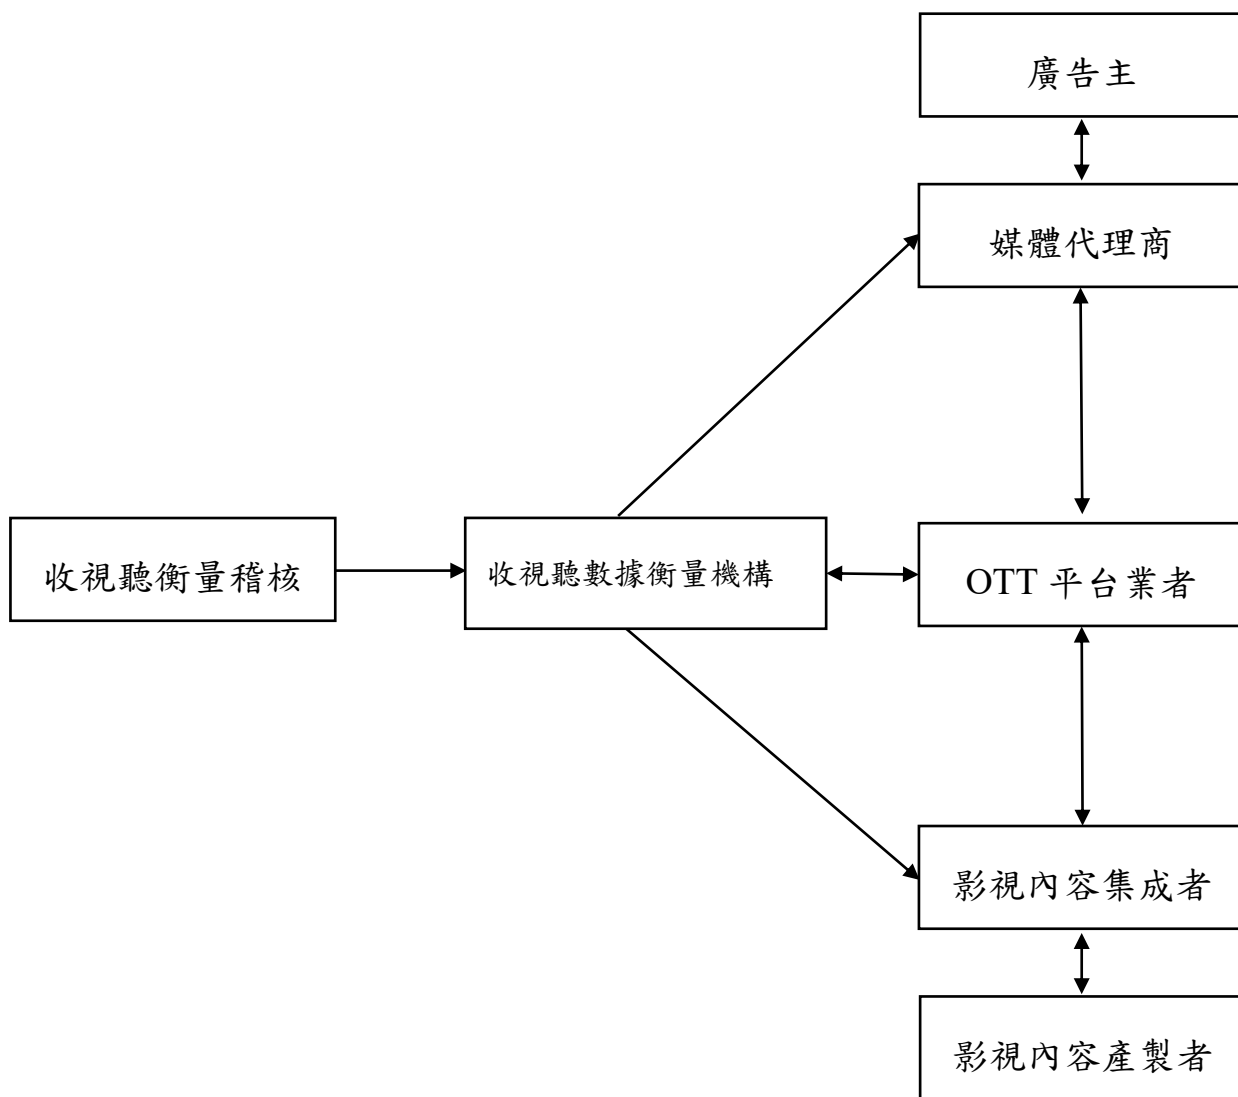 廣告主
媒體代理商
收視聽衡量稽核
收視聽數據衡量機構
OTT 平台業者
影視內容集成者
影視內容產製者